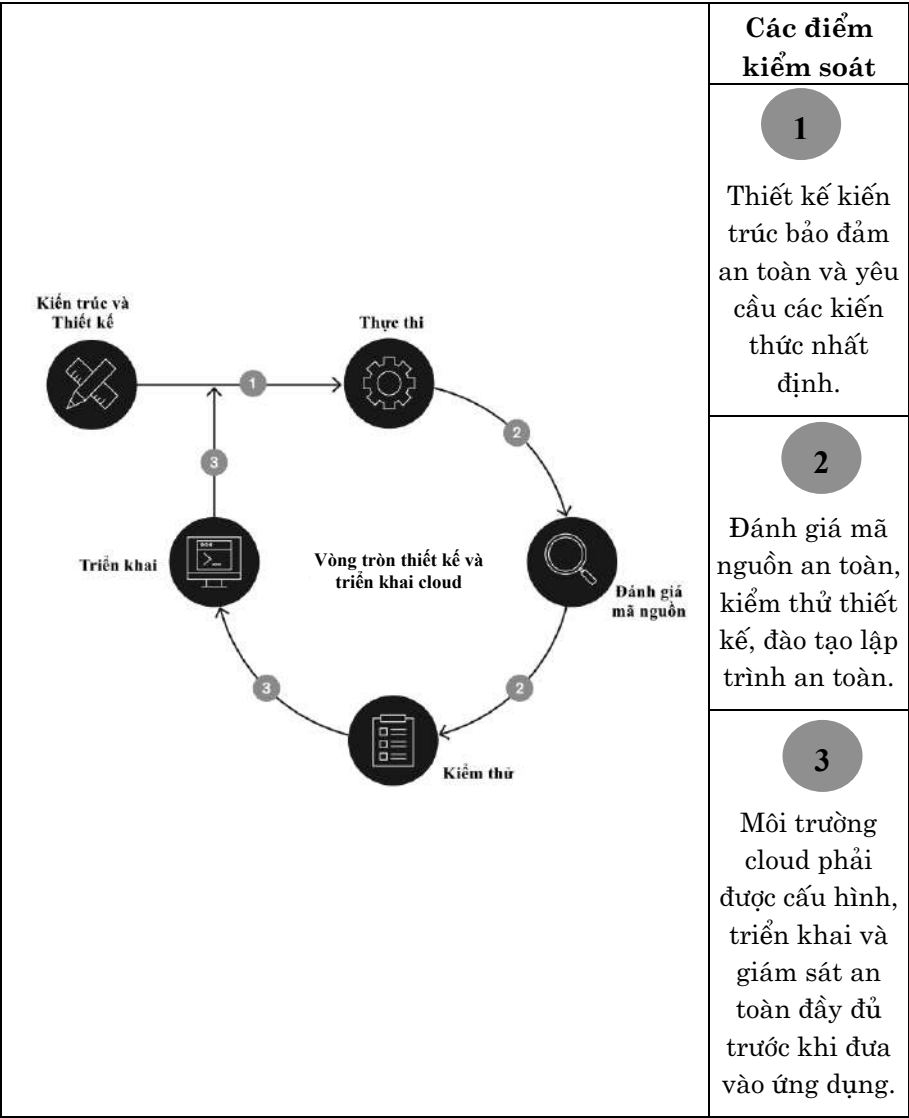 Kiến trúc và
Thiết kế
Thực thi
1
2
3
Triển khai
Vòng tròn thiết kế và
triển khai cloud
Đánh giá
mã nguồn
3
2
Kiểm thử
Các điểm
kiểm soát
1
Thiết kế kiến
trúc bảo đảm
an toàn và yêu
cầu các kiến
thức nhất
định.
2
Đánh giá mã
nguồn an toàn,
kiểm thử thiết
kế, đào tạo lập
trình an toàn.
3
Môi trường
cloud phải
được cấu hình,
triển khai và
giám sát an
toàn đầy đủ
trước khi đưa
vào ứng dụng.